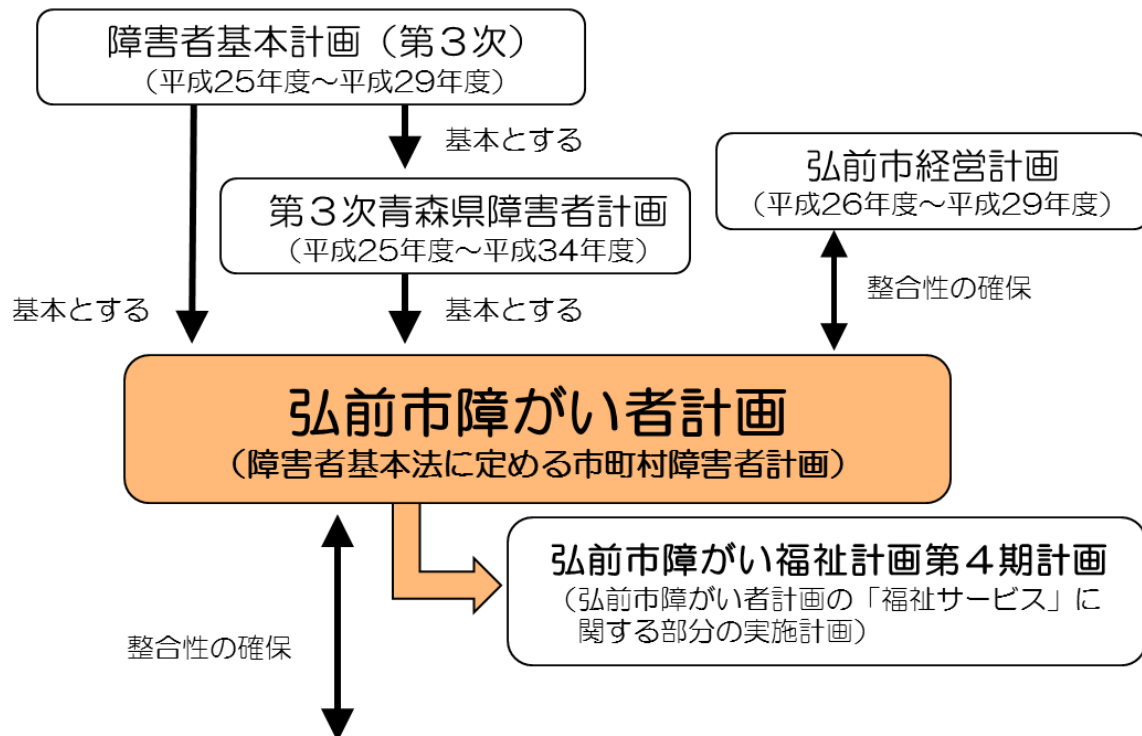 障害者基本計画（第３次）
（平成25年度～平成29年度）
基本とする
弘前市経営計画
（平成26年度～平成29年度）
第３次青森県障害者計画
（平成25年度～平成34年度）
整合性の確保
基本とする
基本とする
弘前市障がい者計画
（障害者基本法に定める市町村障害者計画）
弘前市障がい福祉計画第４期計画
（弘前市障がい者計画の「福祉サービス」に
関する部分の実施計画）
整合性の確保